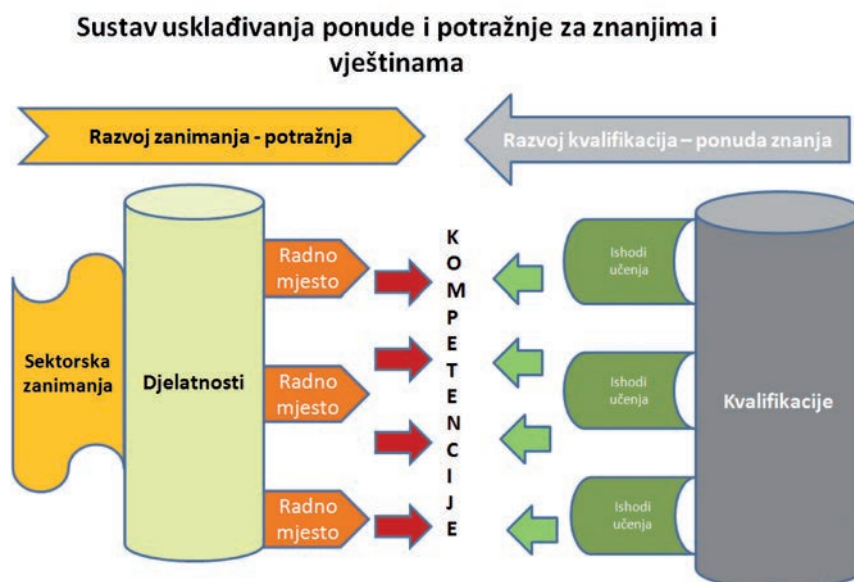 Sustav usklađivanja ponude i potražnje za znanjima i
vještinama
Razvoj zanimanja - potražnja
Razvoj kvalifikacija – ponuda znanja
Sektorska
zanimanja
Djelatnosti
Radno
mjesto
Radno
mjesto
Radno
mjesto
KOMPETENCIJE
Ishodi
učenja
Ishodi
učenja
Ishodi
učenja
Kvalifikacije